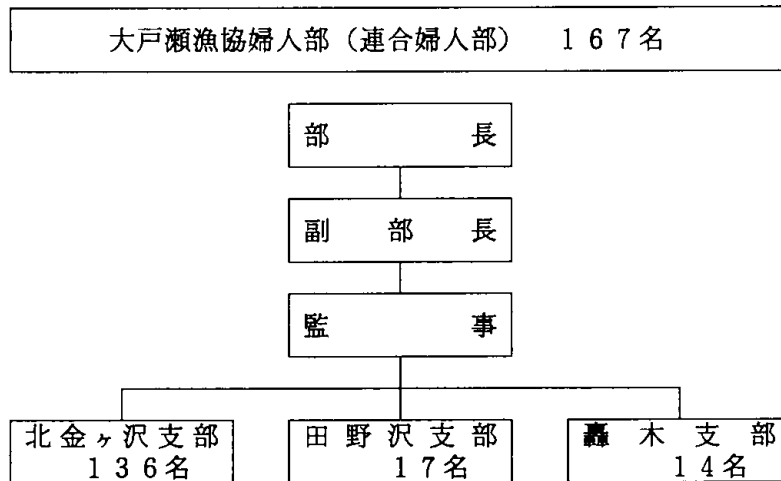 大戸瀬漁協婦人部（連合婦人部）　１６７名
部長
副部長
監事
北金ヶ沢支部
１３６名
田野沢支部
１７名
轟木支部
１４名